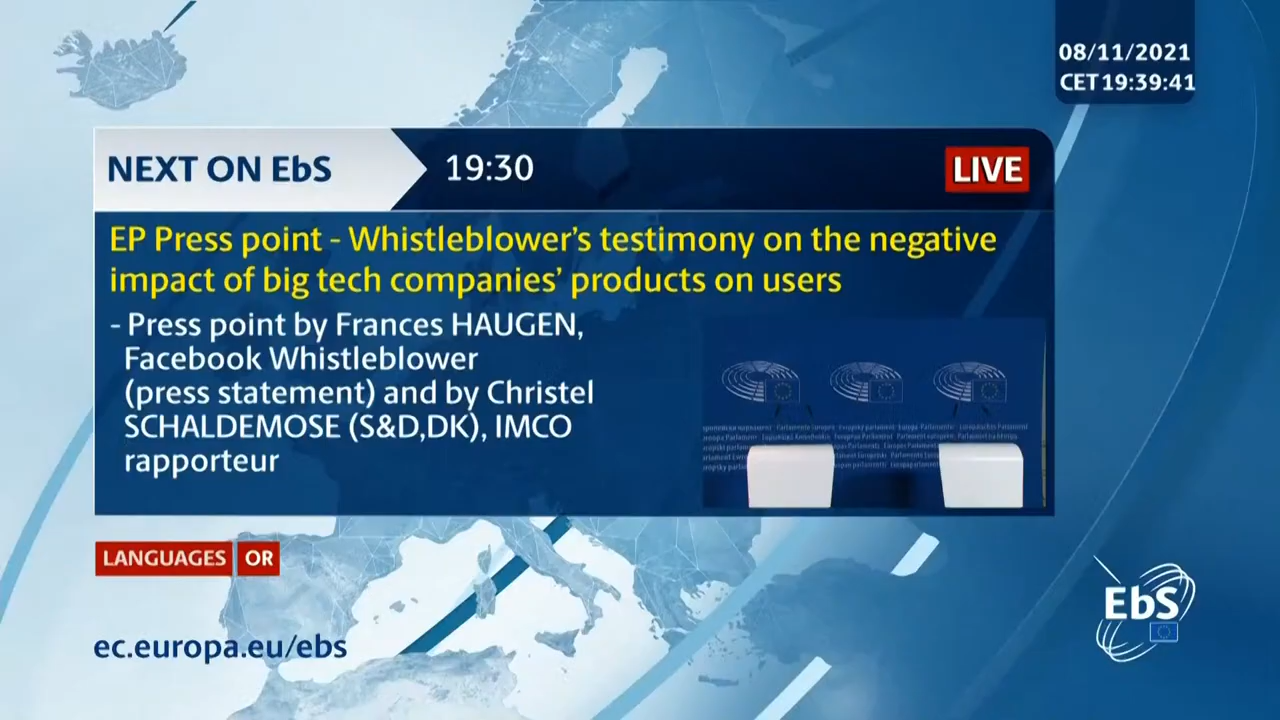 08/11/2021
CET 19:39:41
NEXT ON EbS
19:30
LIVE
EP Press point - Whistleblower's testimony on the negative
impact of big tech companies' products on users
- Press point by Frances HAUGEN,
Facebook Whistleblower
(press statement) and by Christel
SCHALDEMOSE (S&D,DK), IMCO
rapporteur
LANGUAGES OR
ec.europa.eu/ebs
EbS